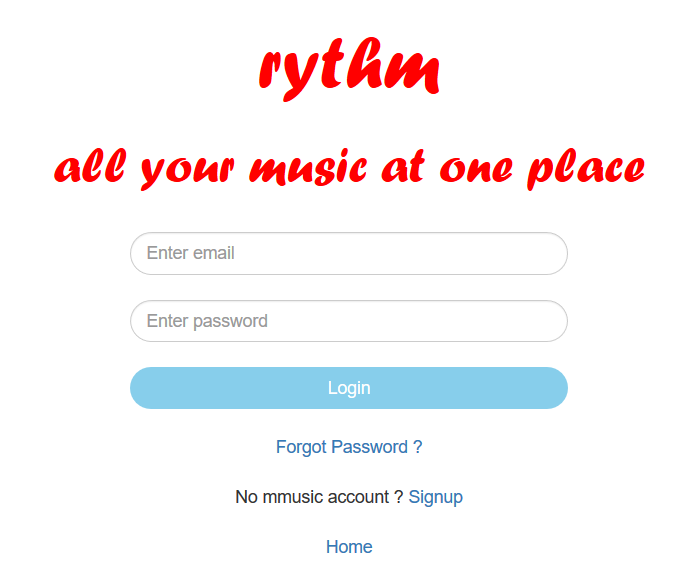 rythm
all your music at one place
Enter email
Enter password
Login
Forgot Password ?
No mmusic account ? Signup
Home